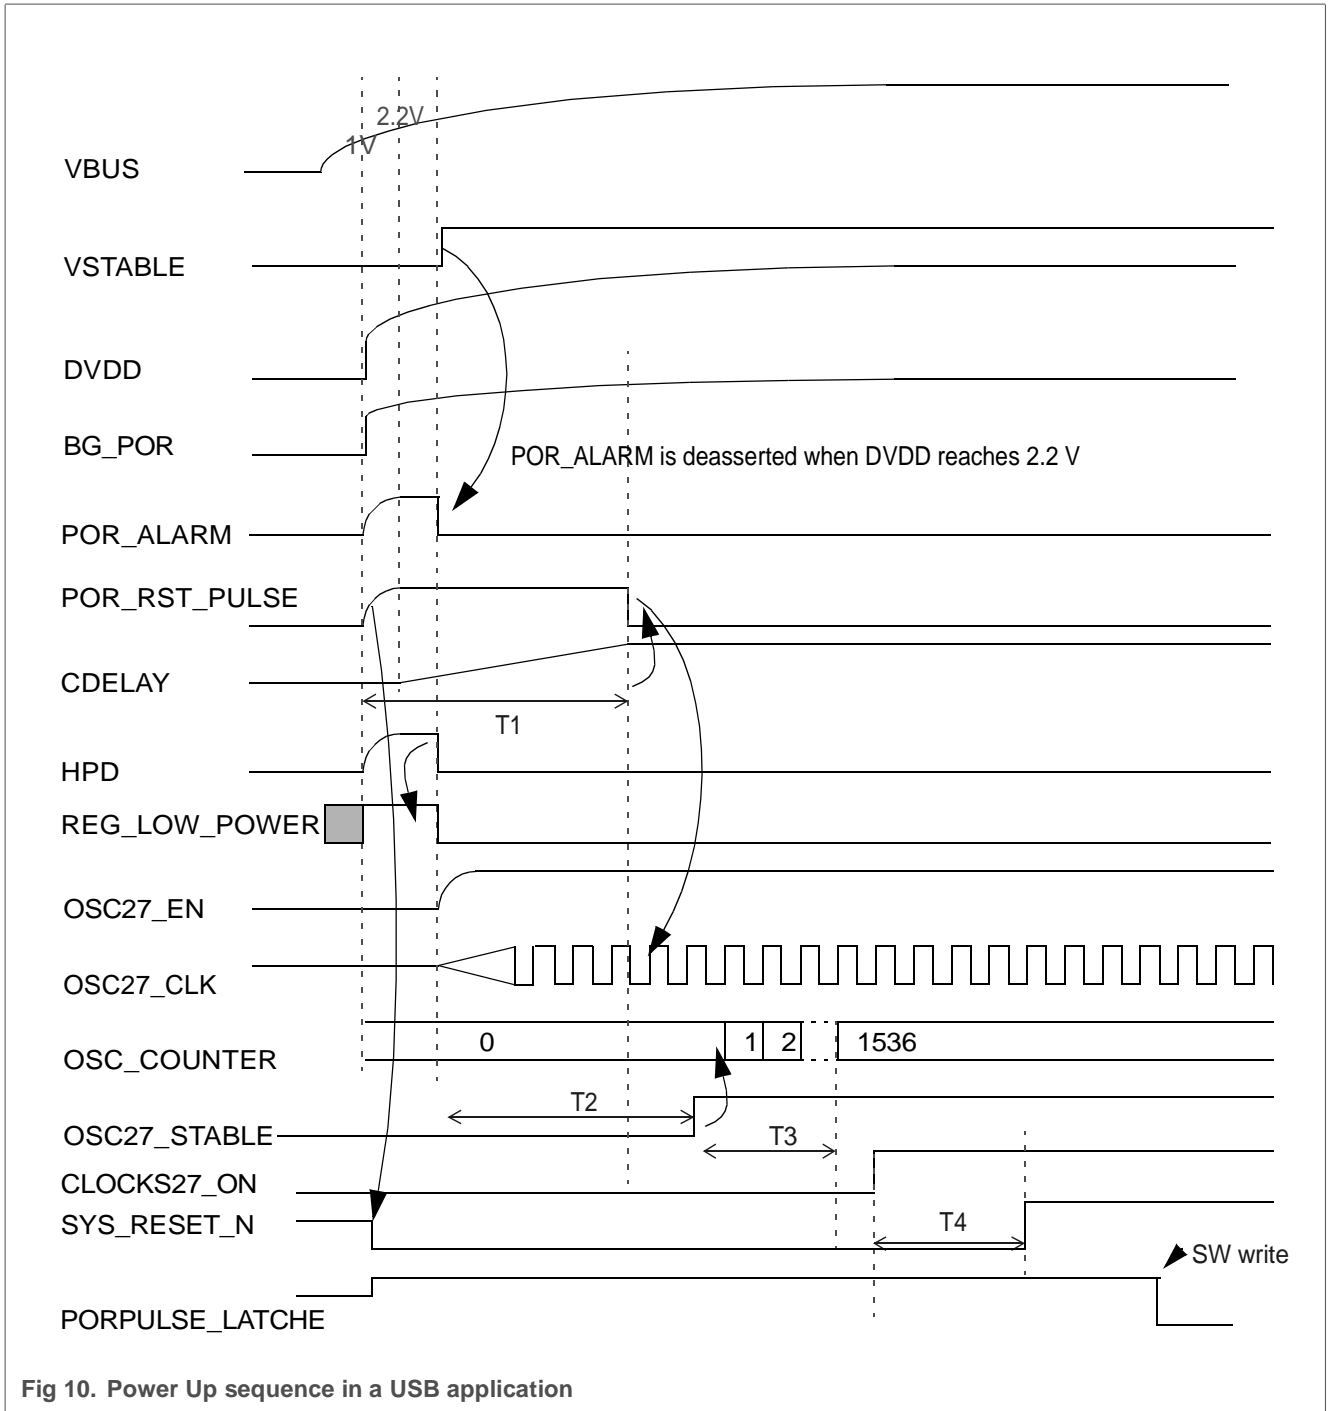 2.2V
1V
VBUS
VSTABLE
DVDD
BG_POR
POR_ALARM is deasserted when DVDD reaches 2.2 V
POR_ALARM
POR_RST_PULSE
CDELAY
T1
HPD
REG_LOW_POWER
OSC27_EN
OSC27_CLK
OSC_COUNTER
0
1
2
1536
T2
OSC27_STABLE
T3
CLOCKS27_ON
SYS_RESET_N
T4
SW write
PORPULSE_LATCHE
Fig 10. Power Up sequence in a USB application